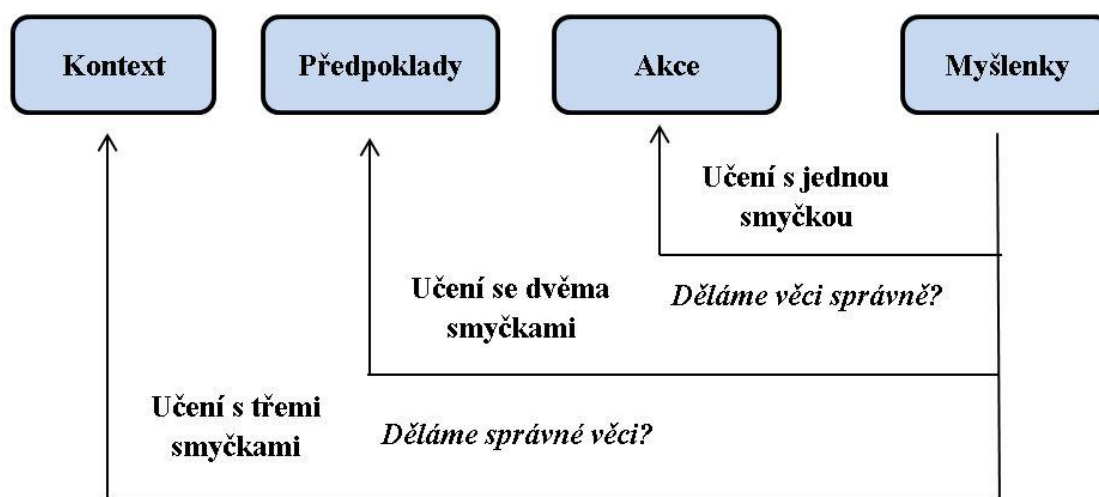 Kontext
Předpoklady
Akce
Myšlenky
Učení s jednou
smyčkou
Děláme věci správně?
Učení se dvěma
smyčkami
Děláme správné věci?
Učení s třemi
smyčkami